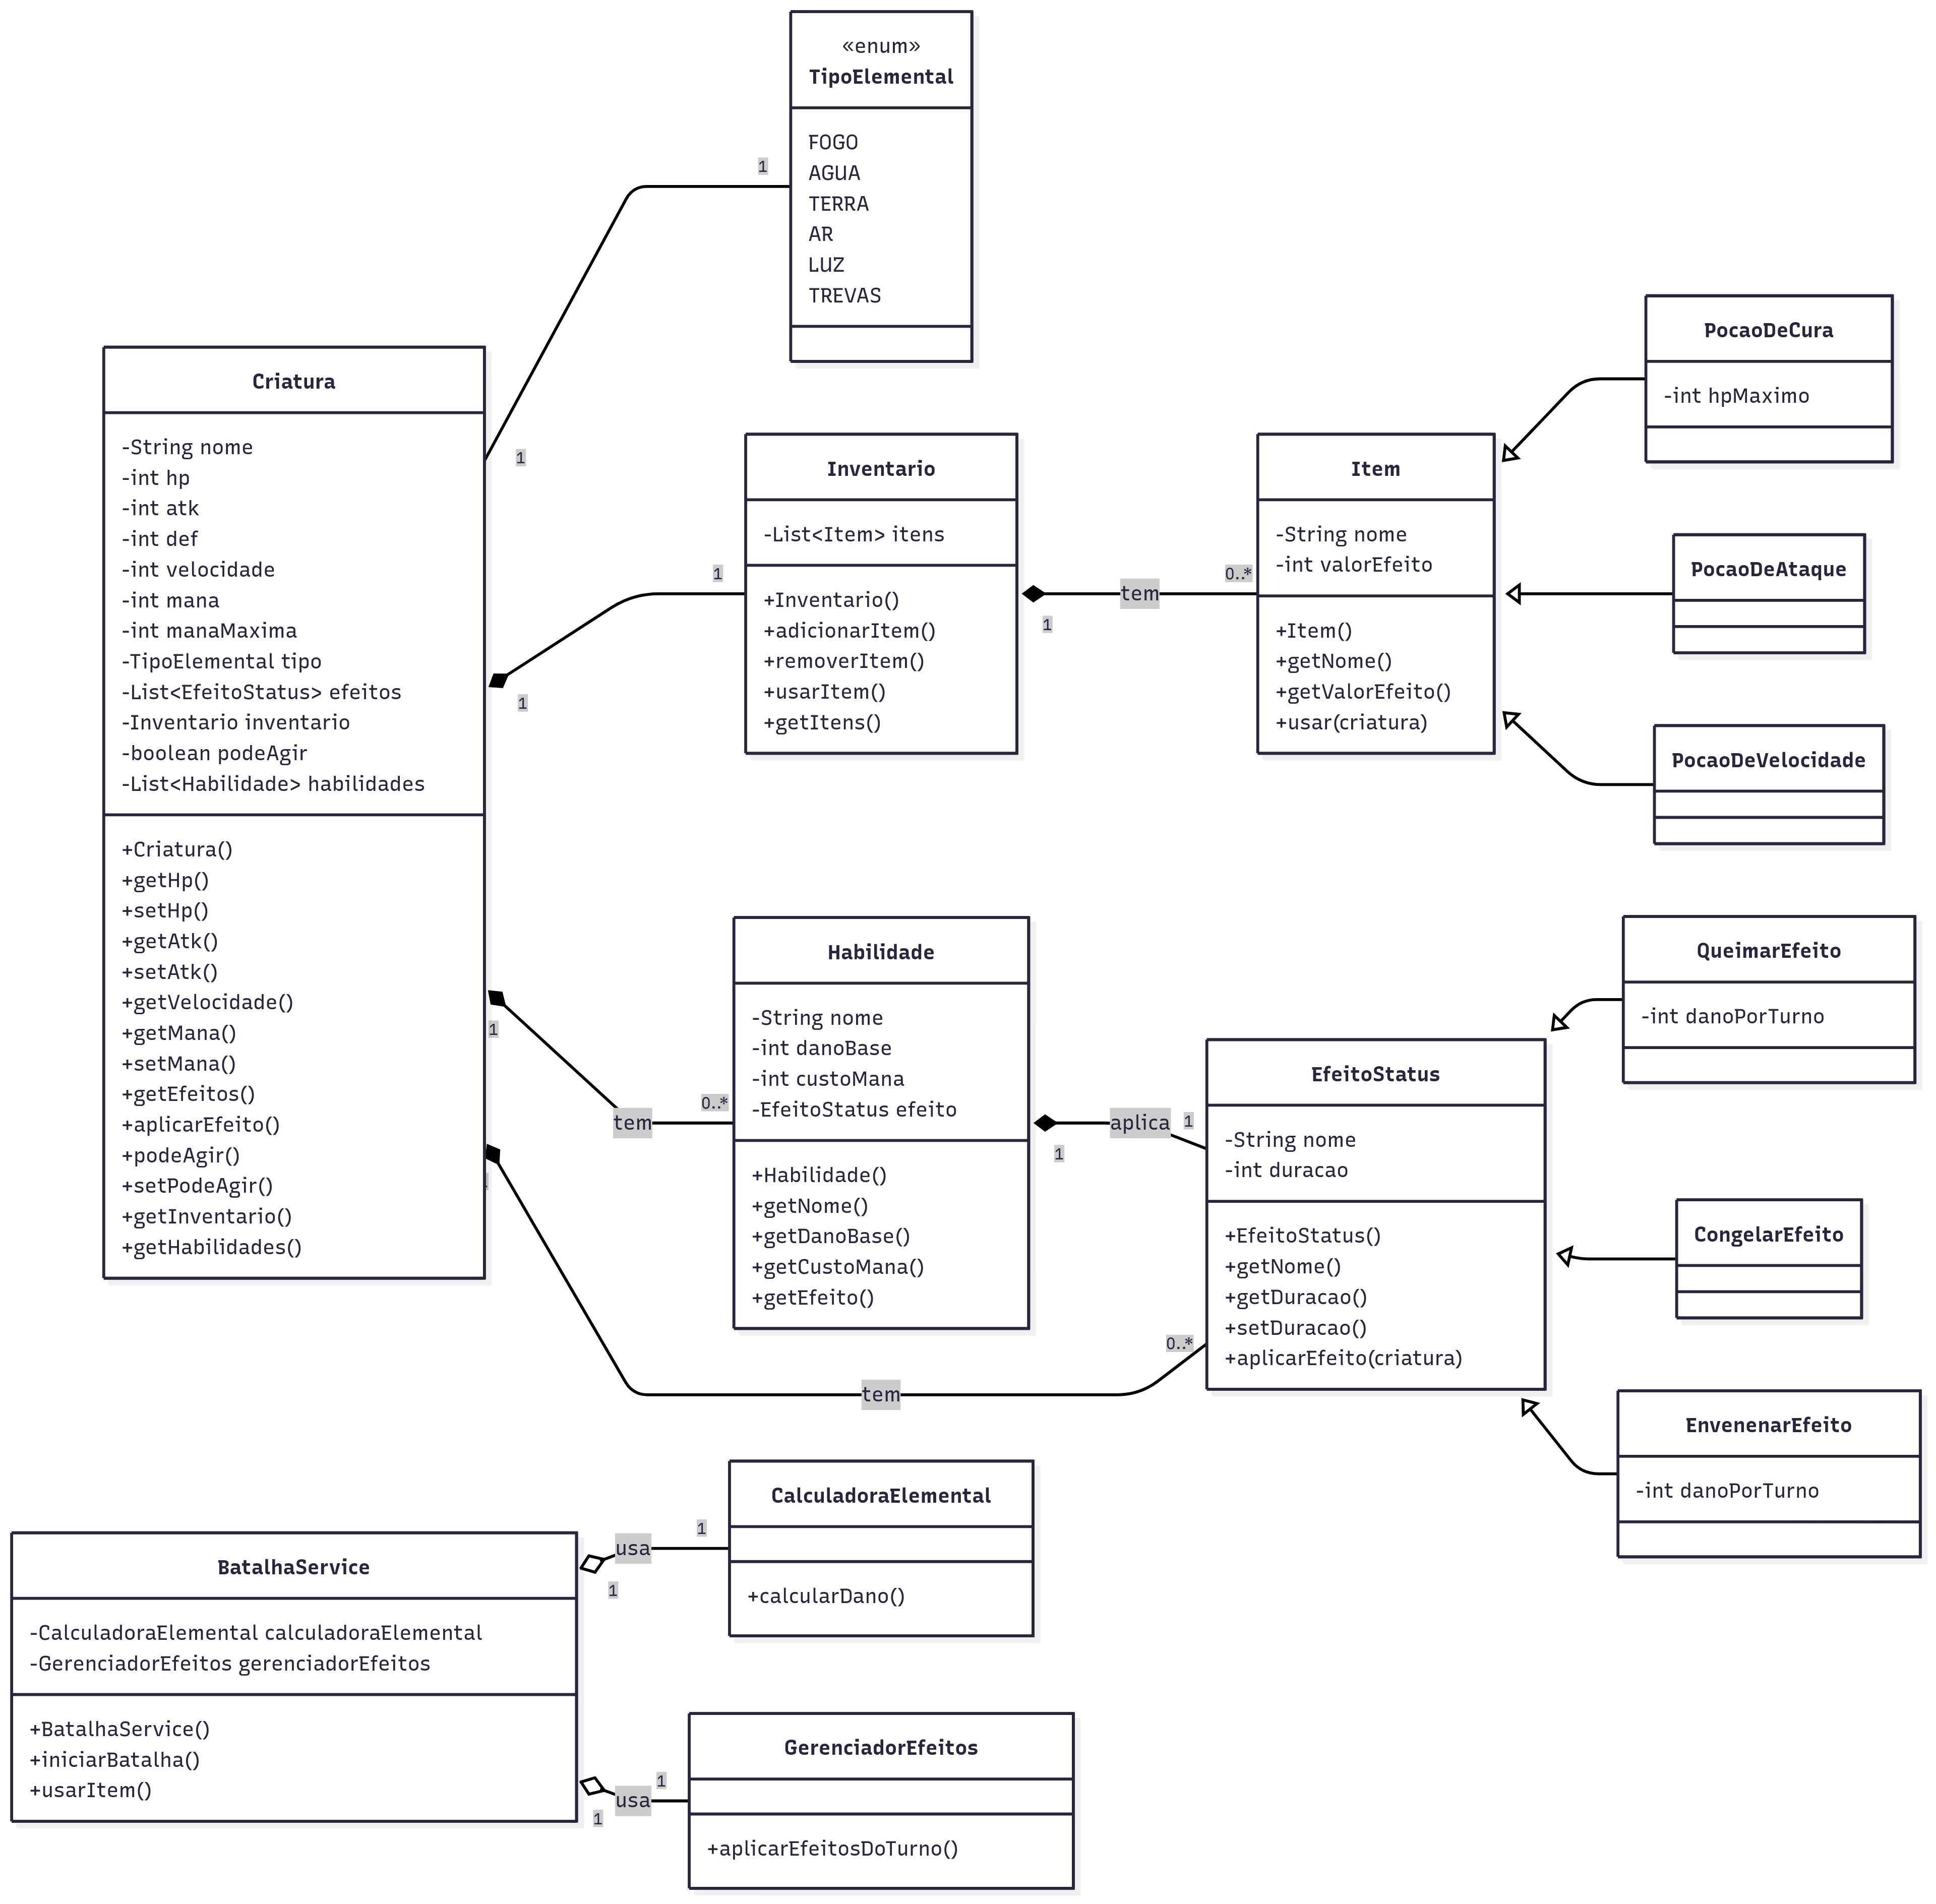 «enum»
TipoElemental
FOGO
AGUA
TERRA
AR
LUZ
TREVAS
1
1
Criatura
-String nome
-int hp
-int atk
-int def
-int velocidade
-int mana
-int manaMaxima
-TipoElemental tipo
-List<EfeitoStatus> efeitos
-Inventario inventario
-boolean podeAgir
-List<Habilidade> habilidades
+Criatura()
+getHp()
+setHp()
+getAtk()
+setAtk()
+getVelocidade()
+getMana()
+setMana()
+getEfeitos()
+aplicarEfeito()
+podeAgir()
+setPodeAgir()
+getInventario()
+getHabilidades()
1
1
Inventario
-List<Item> itens
+Inventario()
+adicionarItem()
+removerItem()
+usarItem()
+getItens()
1
tem
0..*
Item
-String nome
-int valorEfeito
+Item()
+getNome()
+getValorEfeito()
+usar(criatura)
PocaoDeCura
-int hpMaximo
PocaoDeAtaque
PocaoDeVelocidade
1
tem
0..*
Habilidade
-String nome
-int danoBase
-int custoMana
-EfeitoStatus efeito
+Habilidade()
+getNome()
+getDanoBase()
+getCustoMana()
+getEfeito()
1
aplica
1
EfeitoStatus
-String nome
-int duracao
+EfeitoStatus()
+getNome()
+getDuracao()
+setDuracao()
+aplicarEfeito(criatura)
tem
0..*
QueimarEfeito
-int danoPorTurno
CongelarEfeito
EnvenenarEfeito
-int danoPorTurno
BatalhaService
-CalculadoraElemental calculadoraElemental
-GerenciadorEfeitos gerenciadorEfeitos
+BatalhaService()
+iniciarBatalha()
+usarItem()
1
usa
1
CalculadoraElemental
+calcularDano()
1
usa
1
GerenciadorEfeitos
+aplicarEfeitosDoTurno()